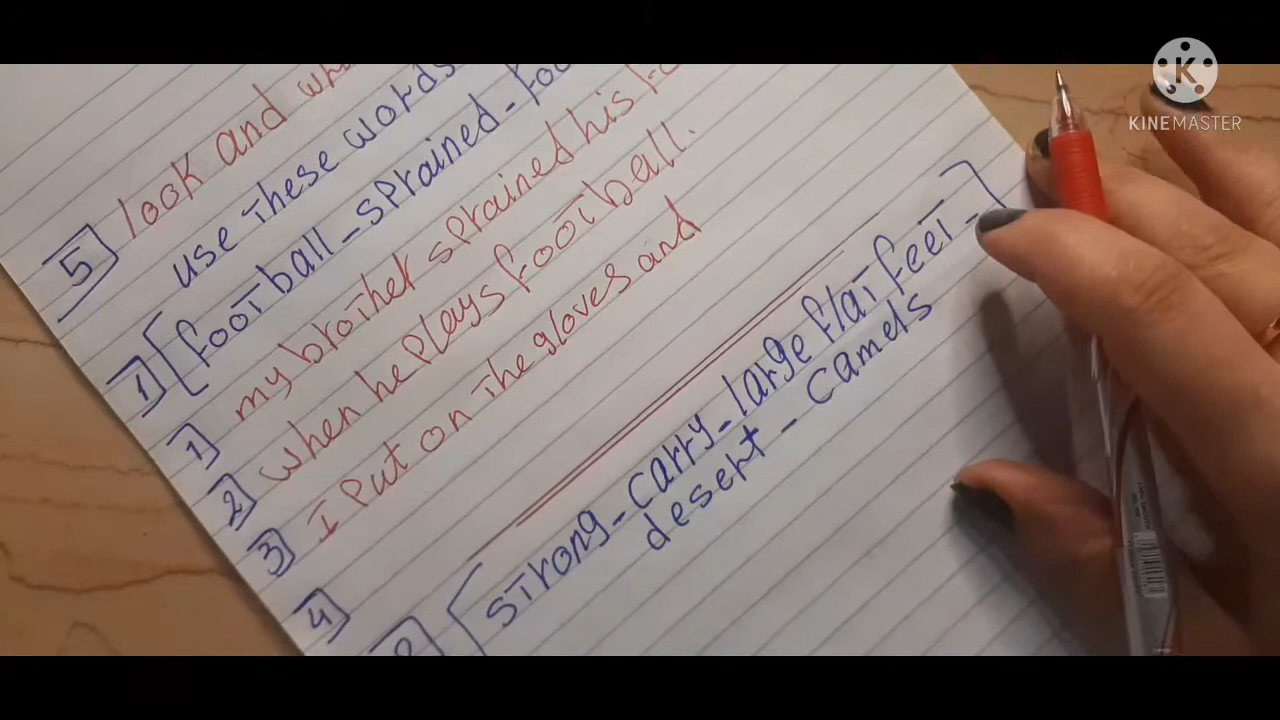 5 look and
use these words
1 [football - sprained -
1 my brother sprained his
2 when he plays football.
3 I put on the gloves and
4
2 [strong - carry - large flat feet - ]
desert - camels
KINEMASTER